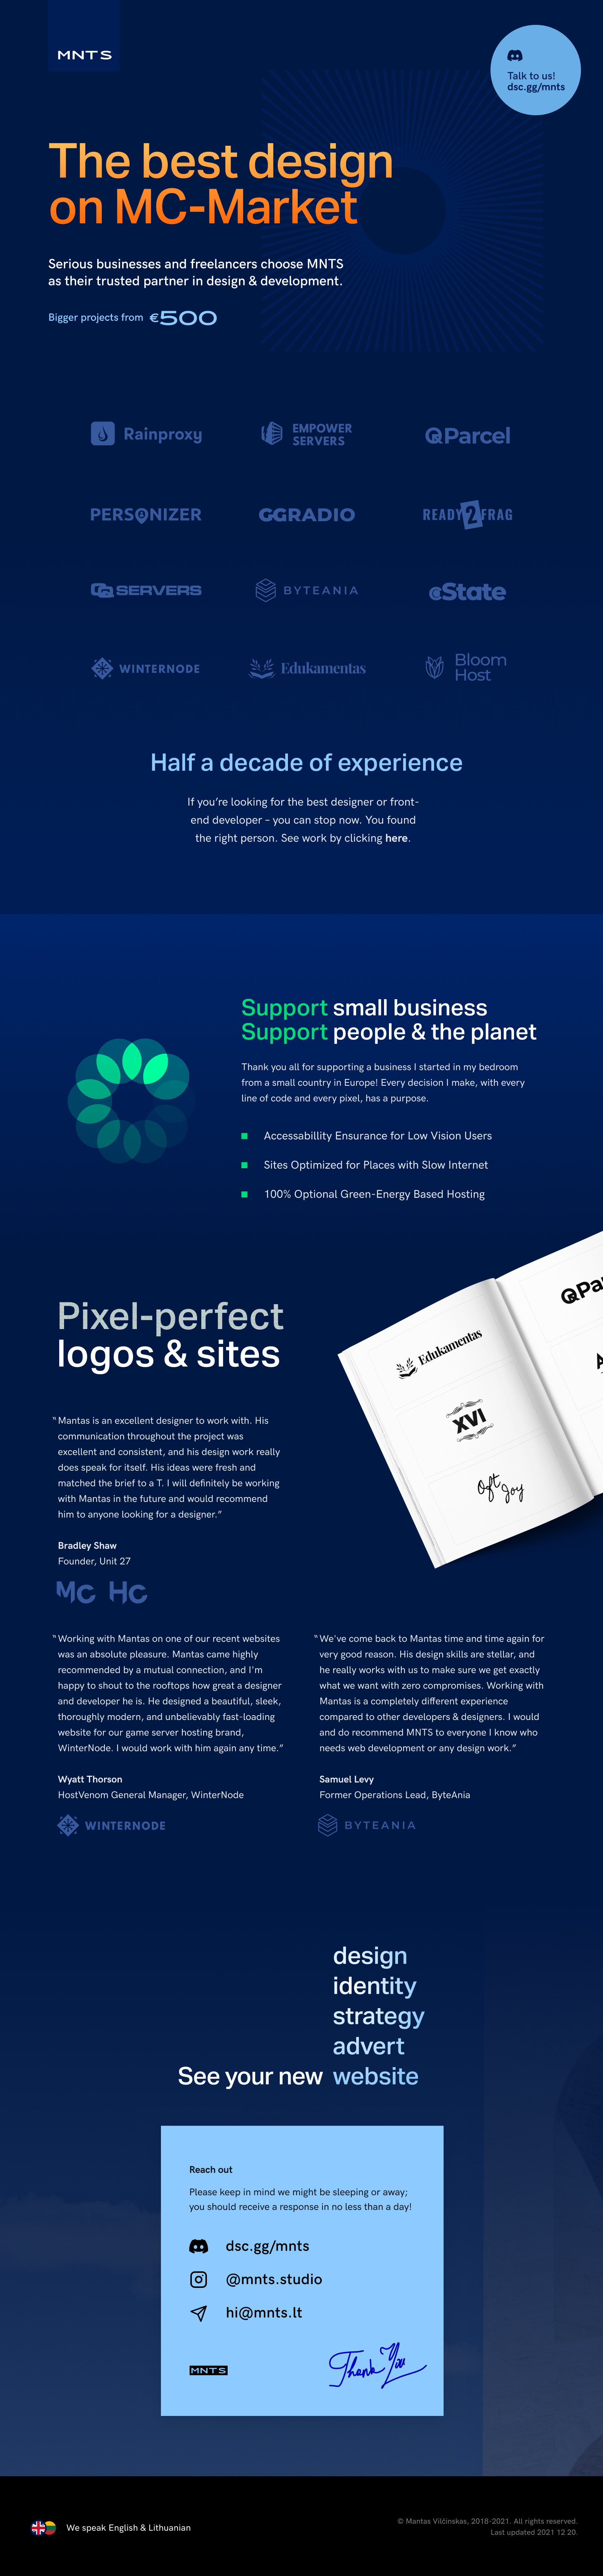 MNTS
Talk to us!
dsc.gg/mnts
The best design
on MC-Market
Serious businesses and freelancers choose MNTS
as their trusted partner in design & development.
Bigger projects from €500
Rainproxy
EMPOWER
SERVERS
QParcel
PERSONIZER
GGRADIO
READY2FRAG
SERVERS
BYTEANIA
eState
WINTERNODE
Edukamentas
Bloom
Host
Half a decade of experience
If you’re looking for the best designer or front-
end developer – you can stop now. You found
the right person. See work by clicking here.
Support small business
Support people & the planet
Thank you all for supporting a business I started in my bedroom
from a small country in Europe! Every decision I make, with every
line of code and every pixel, has a purpose.
Accessabillity Ensurance for Low Vision Users
Sites Optimized for Places with Slow Internet
100% Optional Green-Energy Based Hosting
QPa
Edukamentas
XVI
Oft Joy
Pixel-perfect
logos & sites
“Mantas is an excellent designer to work with. His
communication throughout the project was
excellent and consistent, and his design work really
does speak for itself. His ideas were fresh and
matched the brief to a T. I will definitely be working
with Mantas in the future and would recommend
him to anyone looking for a designer.”
Bradley Shaw
Founder, Unit 27
Mc Hc
“Working with Mantas on one of our recent websites
was an absolute pleasure. Mantas came highly
recommended by a mutual connection, and I'm
happy to shout to the rooftops how great a designer
and developer he is. He designed a beautiful, sleek,
thoroughly modern, and unbelievably fast-loading
website for our game server hosting brand,
WinterNode. I would work with him again any time.”
Wyatt Thorson
HostVenom General Manager, WinterNode
WINTERNODE
“We've come back to Mantas time and time again for
very good reason. His design skills are stellar, and
he really works with us to make sure we get exactly
what we want with zero compromises. Working with
Mantas is a completely different experience
compared to other developers & designers. I would
and do recommend MNTS to everyone I know who
needs web development or any design work.”
Samuel Levy
Former Operations Lead, ByteAnia
BYTEANIA
design
identity
strategy
advert
See your new website
Reach out
Please keep in mind we might be sleeping or away;
you should receive a response in no less than a day!
dsc.gg/mnts
@mnts.studio
hi@mnts.lt
MNTS
Thank You
We speak English & Lithuanian
© Mantas Vilčinskas, 2018-2021. All rights reserved.
Last updated 2021 12 20.